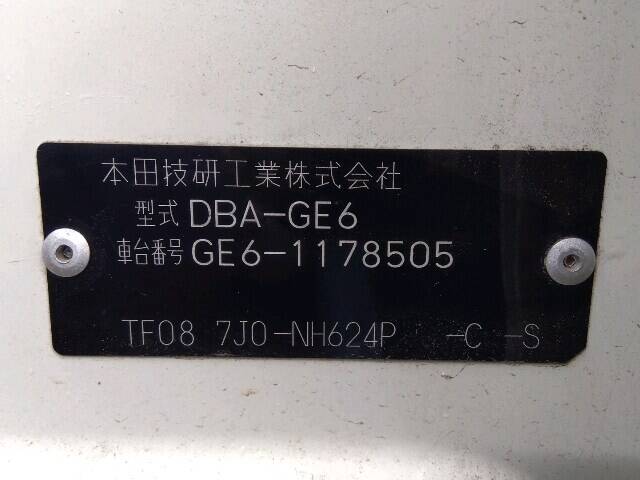 本田技研工業株式会社
型式 DBA-GE6
車台番号 GE6-1178505
TF08 7J0-NH624P -C -S